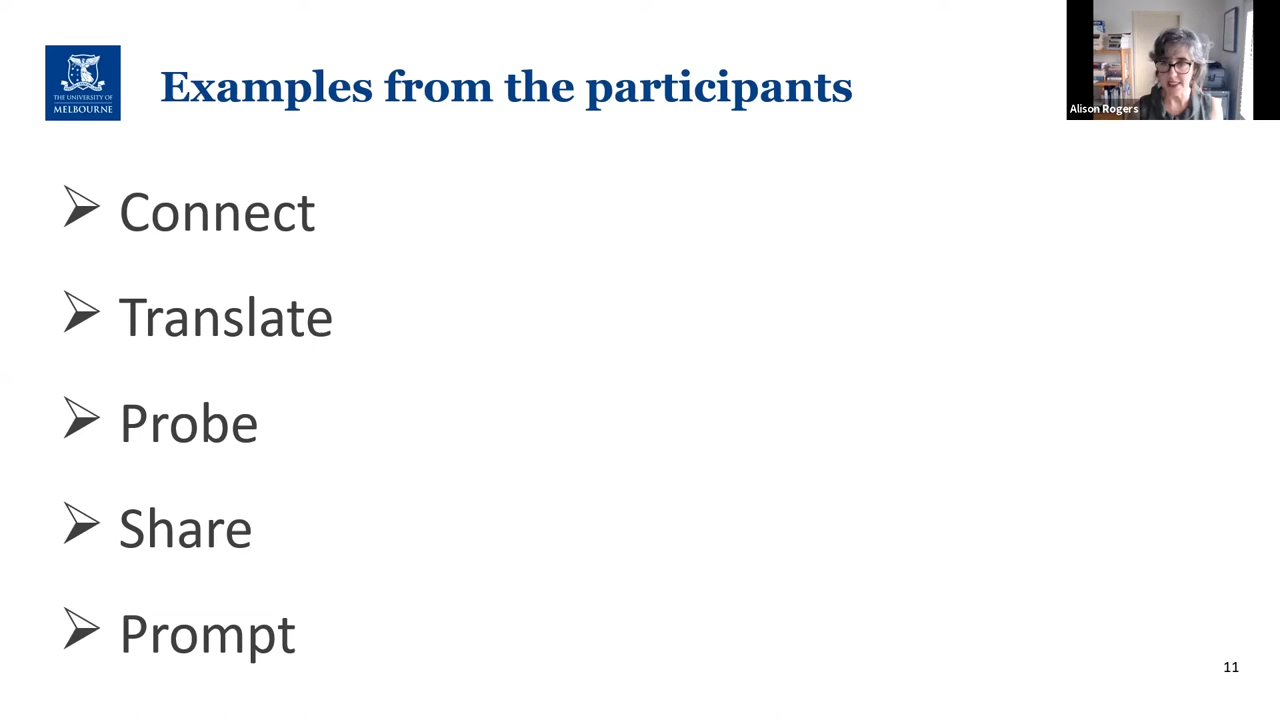 THE UNIVERSITY OF
MELBOURNE
Examples from the participants
Alison Rogers
Connect
Translate
Probe
Share
Prompt
11